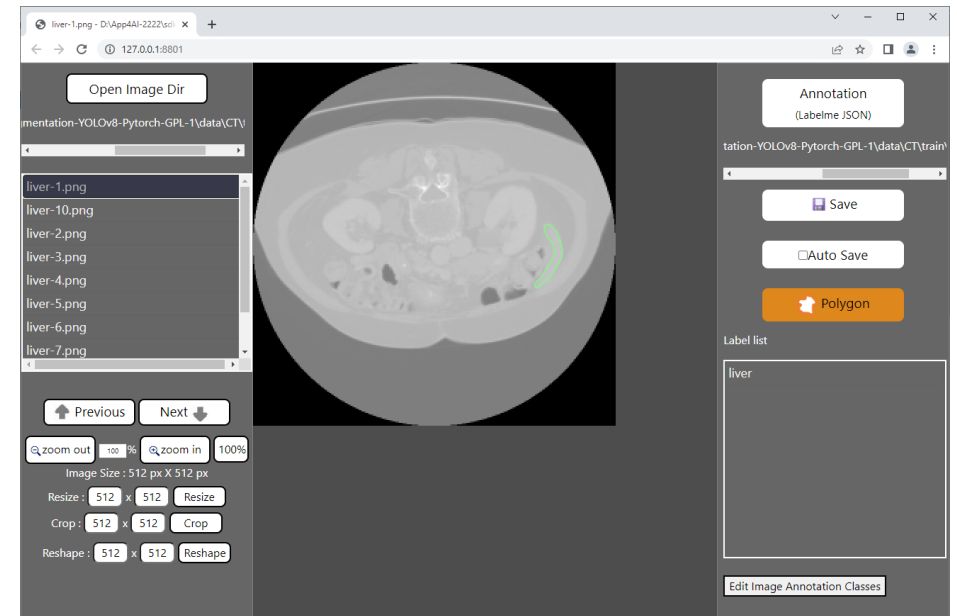 liver-1.png - D:\App4AI-2222\sdl
127.0.0.1:8801
Open Image Dir
mentation-YOLOv8-Pytorch-GPL-1\data\CT\t
liver-1.png
liver-10.png
liver-2.png
liver-3.png
liver-4.png
liver-5.png
liver-6.png
liver-7.png
Previous
Next
zoom out
100 %
zoom in
100%
Image Size : 512 px X 512 px
Resize : 512 x 512 Resize
Crop : 512 x 512 Crop
Reshape : 512 x 512 Reshape
Annotation
(Labelme JSON)
tation-YOLOv8-Pytorch-GPL-1\data\CT\train\
Save
Auto Save
Polygon
Label list
liver
Edit Image Annotation Classes